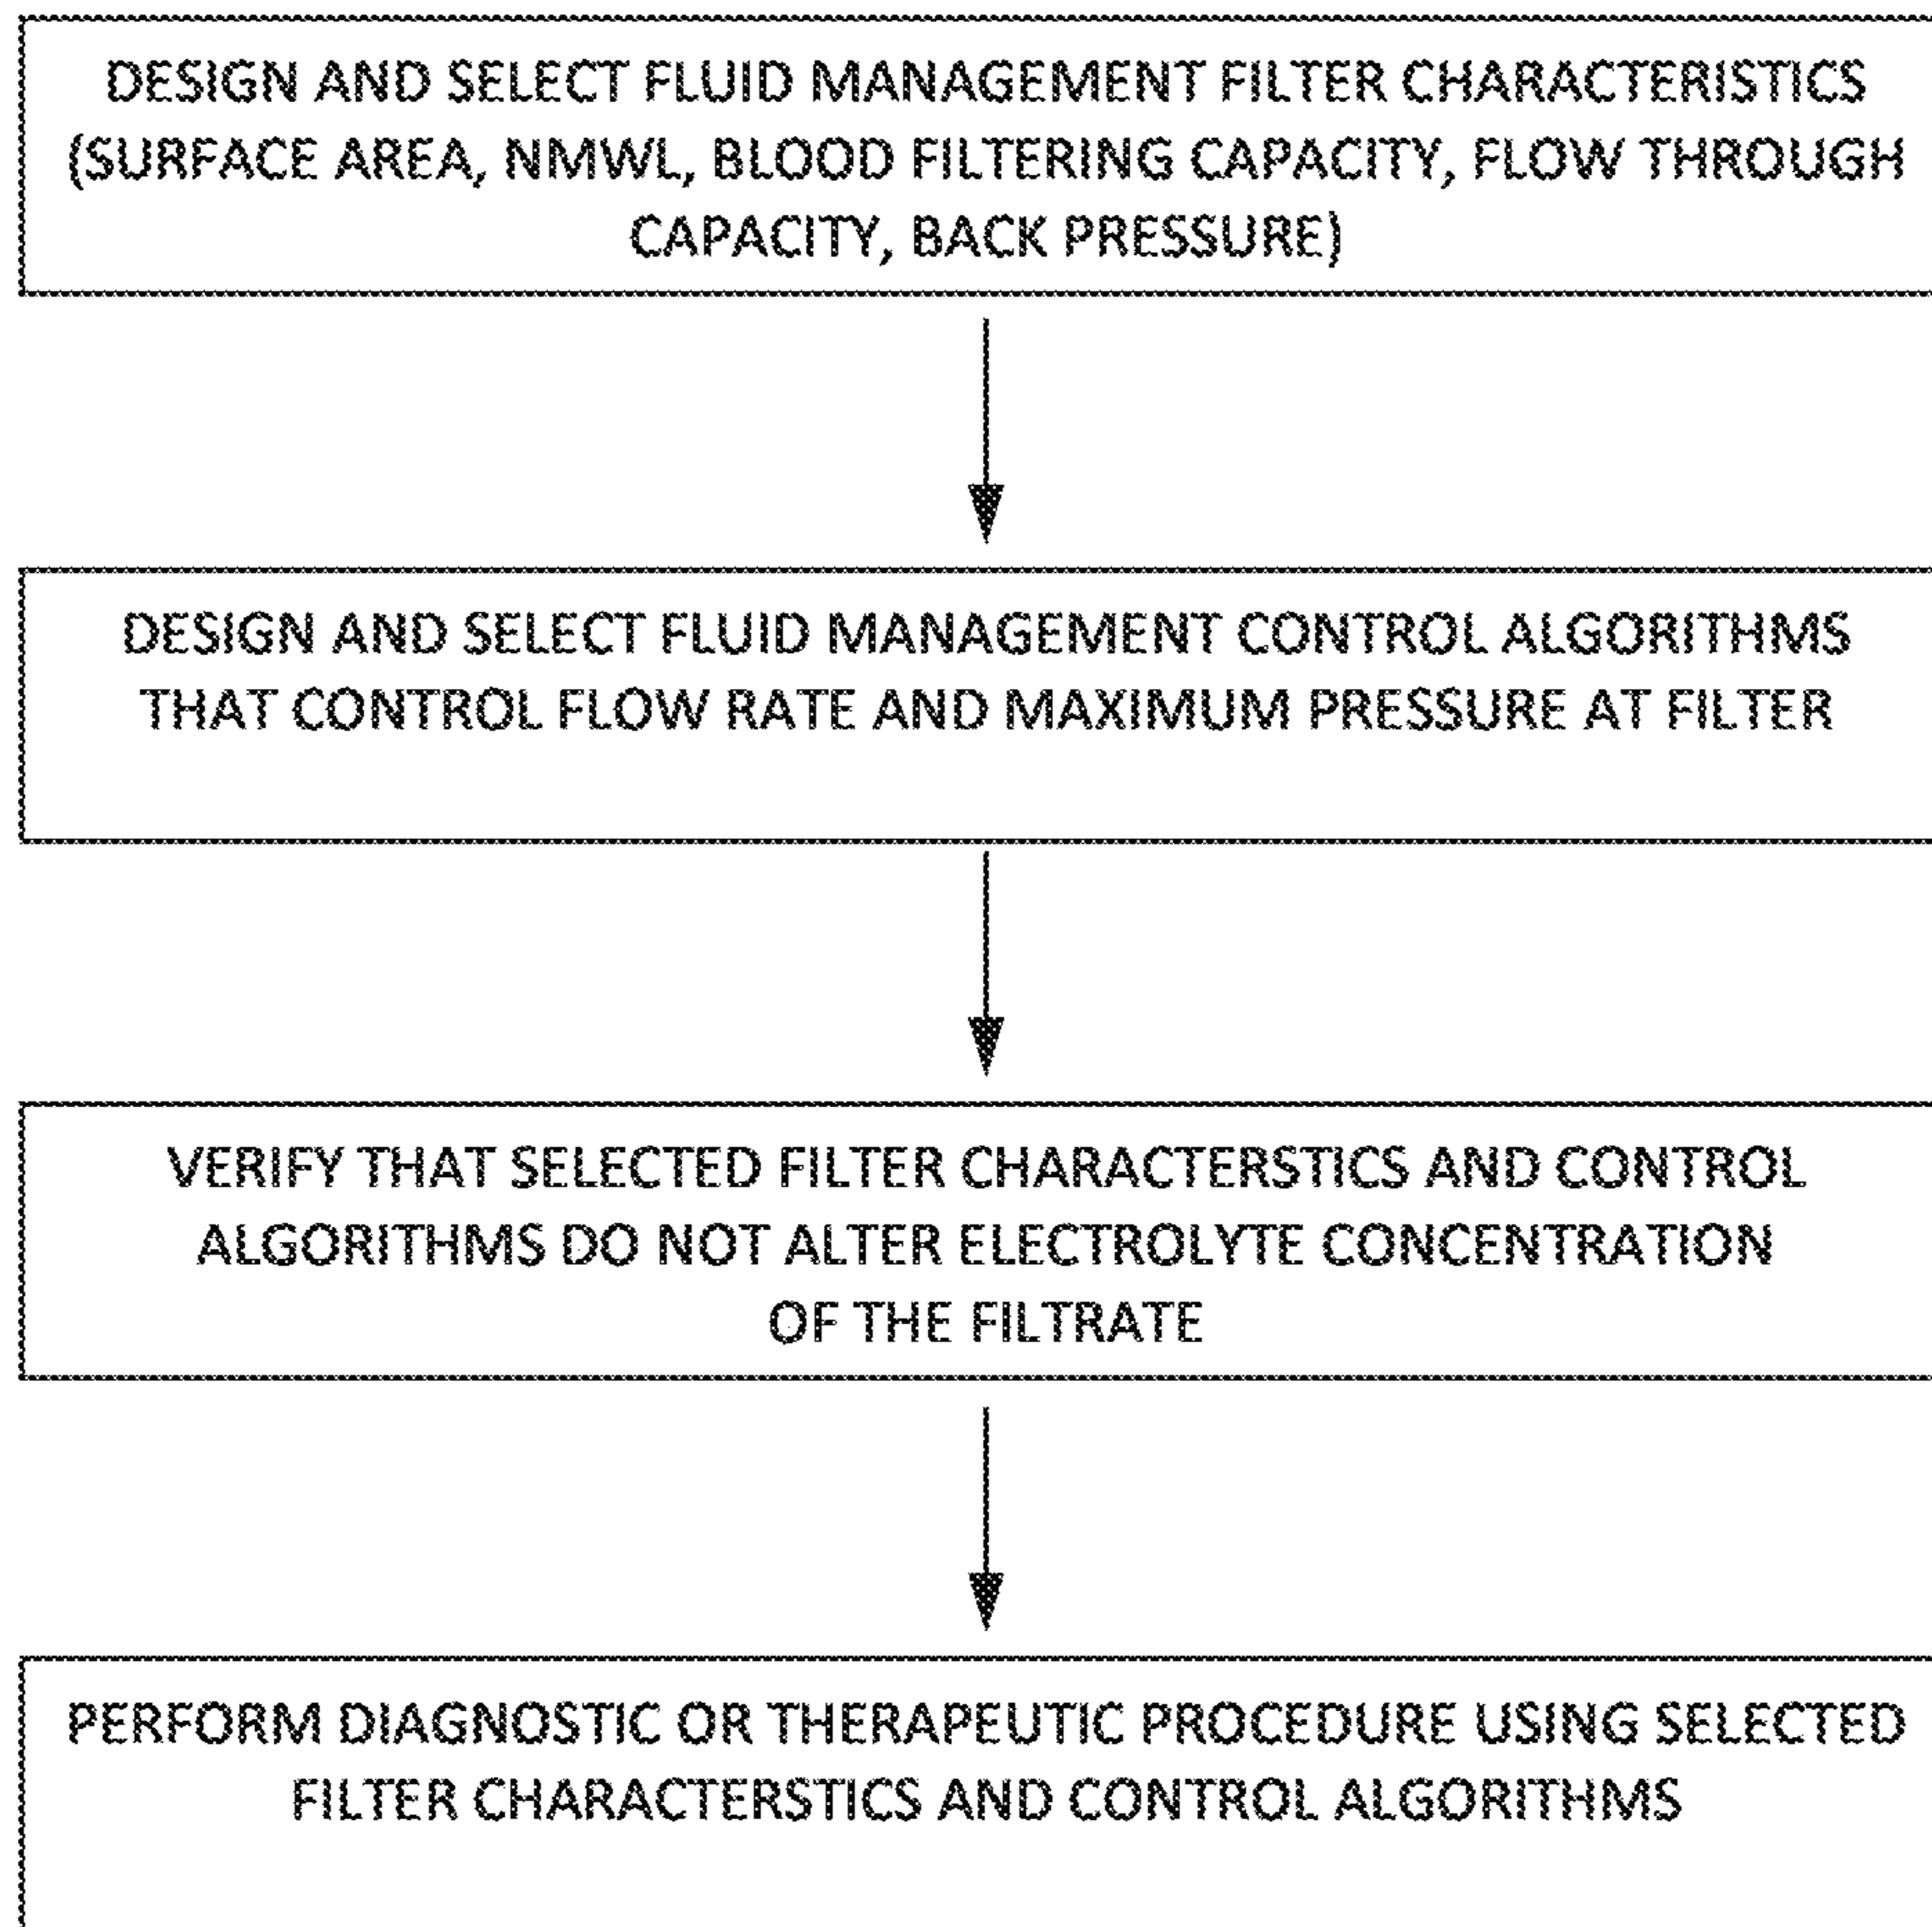 DESIGN AND SELECT FLUID MANAGEMENT FILTER CHARACTERISTICS
(SURFACE AREA, NMWL, BLOOD FILTERING CAPACITY, FLOW THROUGH
CAPACITY, BACK PRESSURE)
DESIGN AND SELECT FLUID MANAGEMENT CONTROL ALGORITHMS
THAT CONTROL FLOW RATE AND MAXIMUM PRESSURE AT FILTER
VERIFY THAT SELECTED FILTER CHARACTERSTICS AND CONTROL
ALGORITHMS DO NOT ALTER ELECTROLYTE CONCENTRATION
OF THE FILTRATE
PERFORM DIAGNOSTIC OR THERAPEUTIC PROCEDURE USING SELECTED
FILTER CHARACTERSTICS AND CONTROL ALGORITHMS